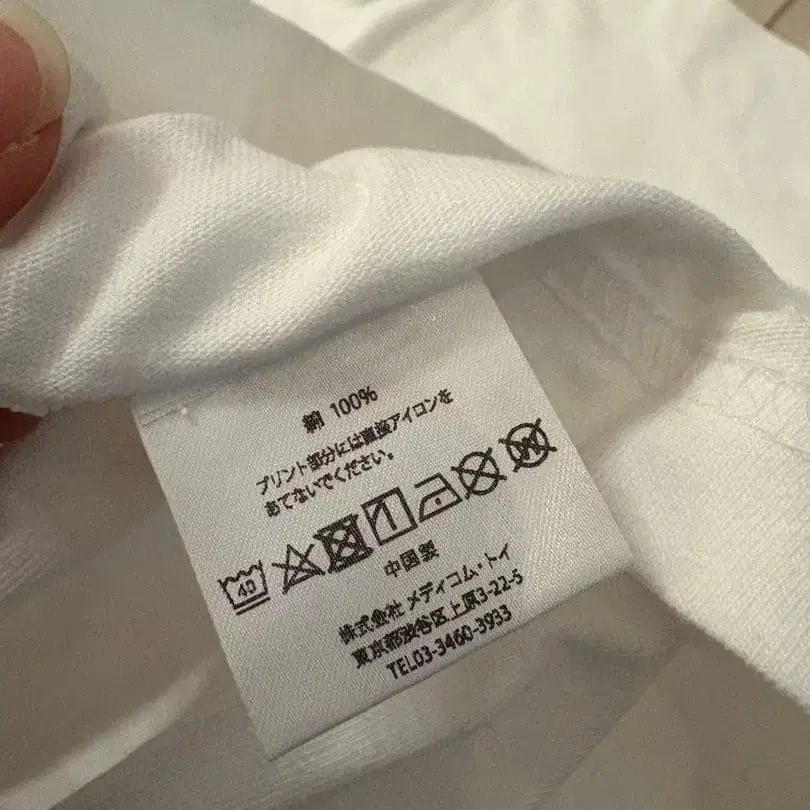 綿 100%
プリント部分には直接アイロンを
あてないでください。
40
中国製
株式会社 メディコム・トイ
東京都渋谷区上原3-22-5
TEL03-3460-3933